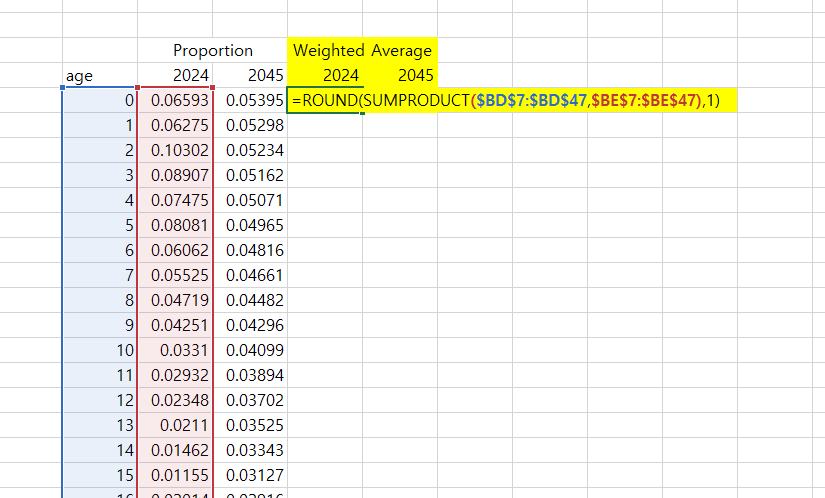 Proportion Weighted Average
age 2024 2045 2024 2045
0 0.06593 0.05395 =ROUND(SUMPRODUCT($BD$7:$BD$47,$BE$7:$BE$47),1)
1 0.06275 0.05298
2 0.10302 0.05234
3 0.08907 0.05162
4 0.07475 0.05071
5 0.08081 0.04965
6 0.06062 0.04816
7 0.05525 0.04661
8 0.04719 0.04482
9 0.04251 0.04296
10 0.0331 0.04099
11 0.02932 0.03894
12 0.02348 0.03702
13 0.0211 0.03525
14 0.01462 0.03343
15 0.01155 0.03127